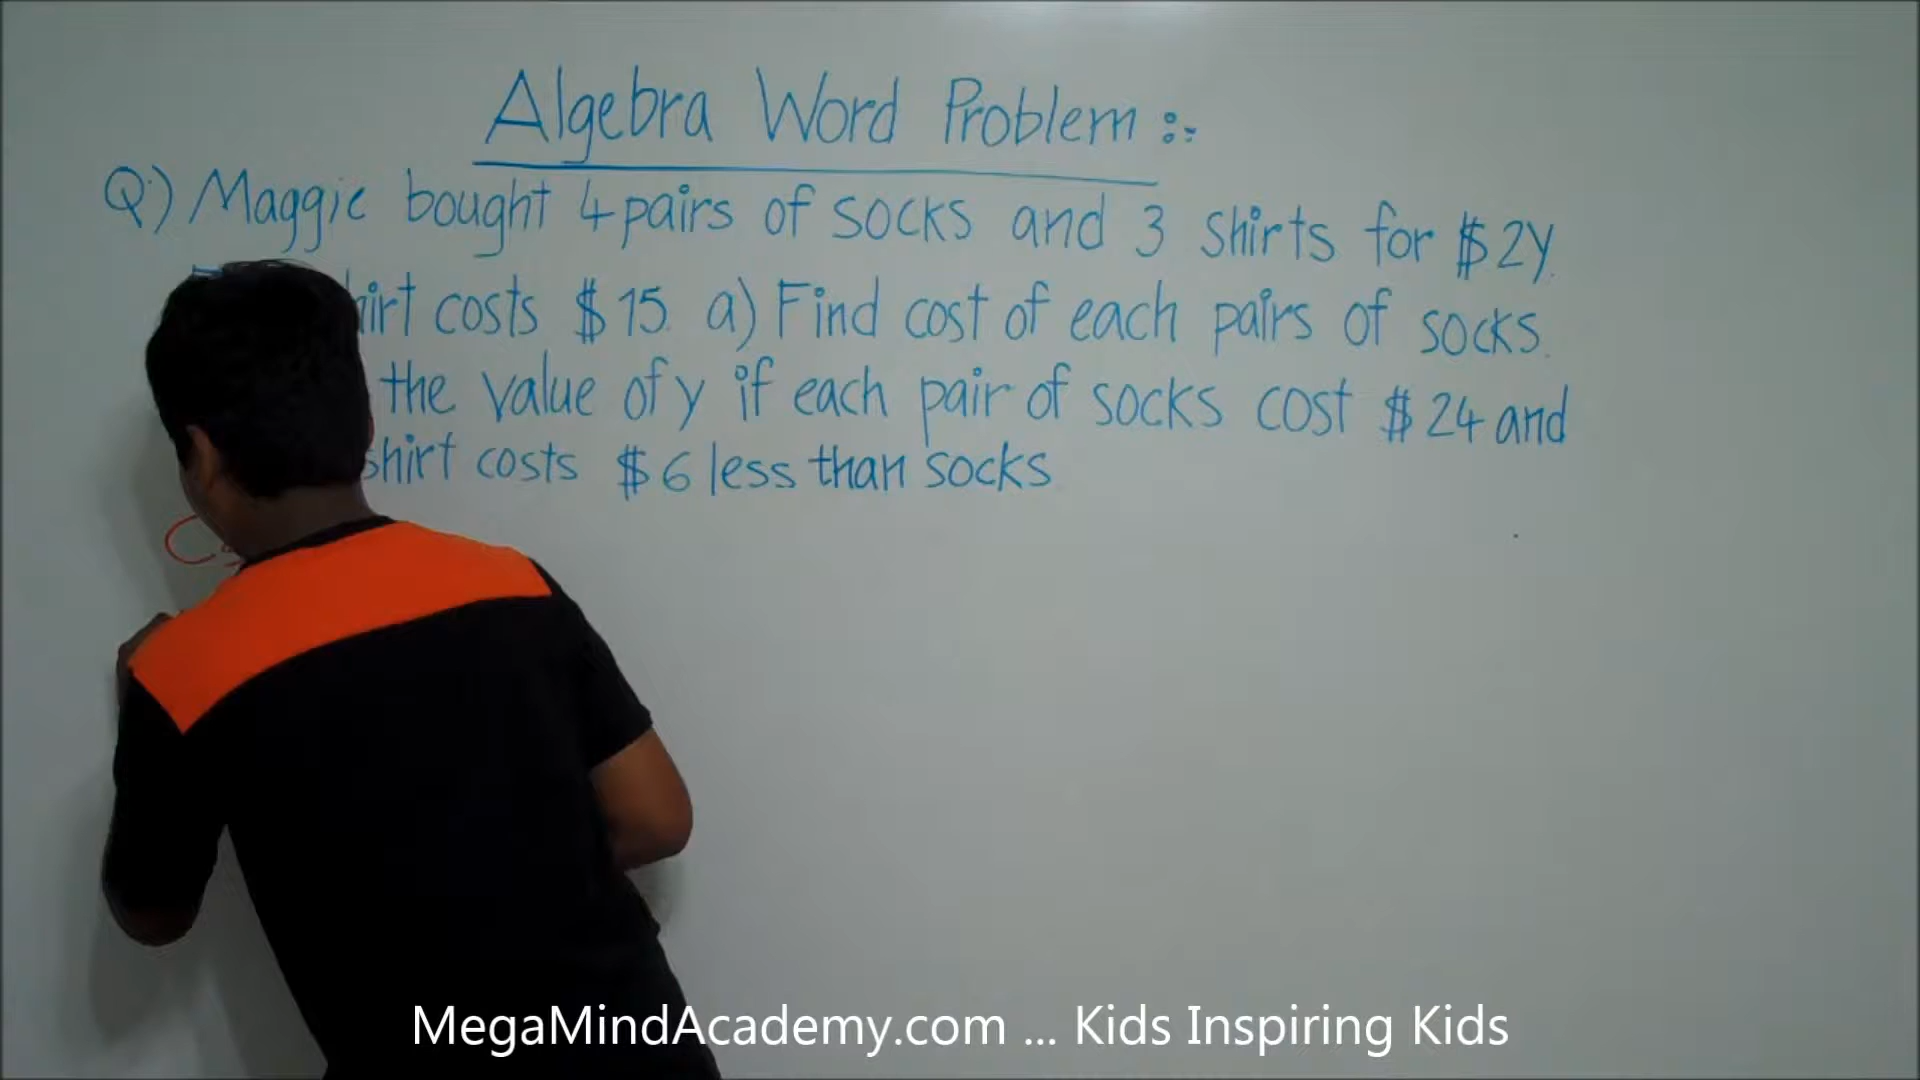 Algebra Word Problem :-
Q) Maggie bought 4 pairs of socks and 3 shirts for $2y.
costs $15. a) Find cost of each pairs of socks.
the value of y if each pair of socks cost $24 and
shirt costs $6 less than socks
MegaMindAcademy.com ... Kids Inspiring Kids